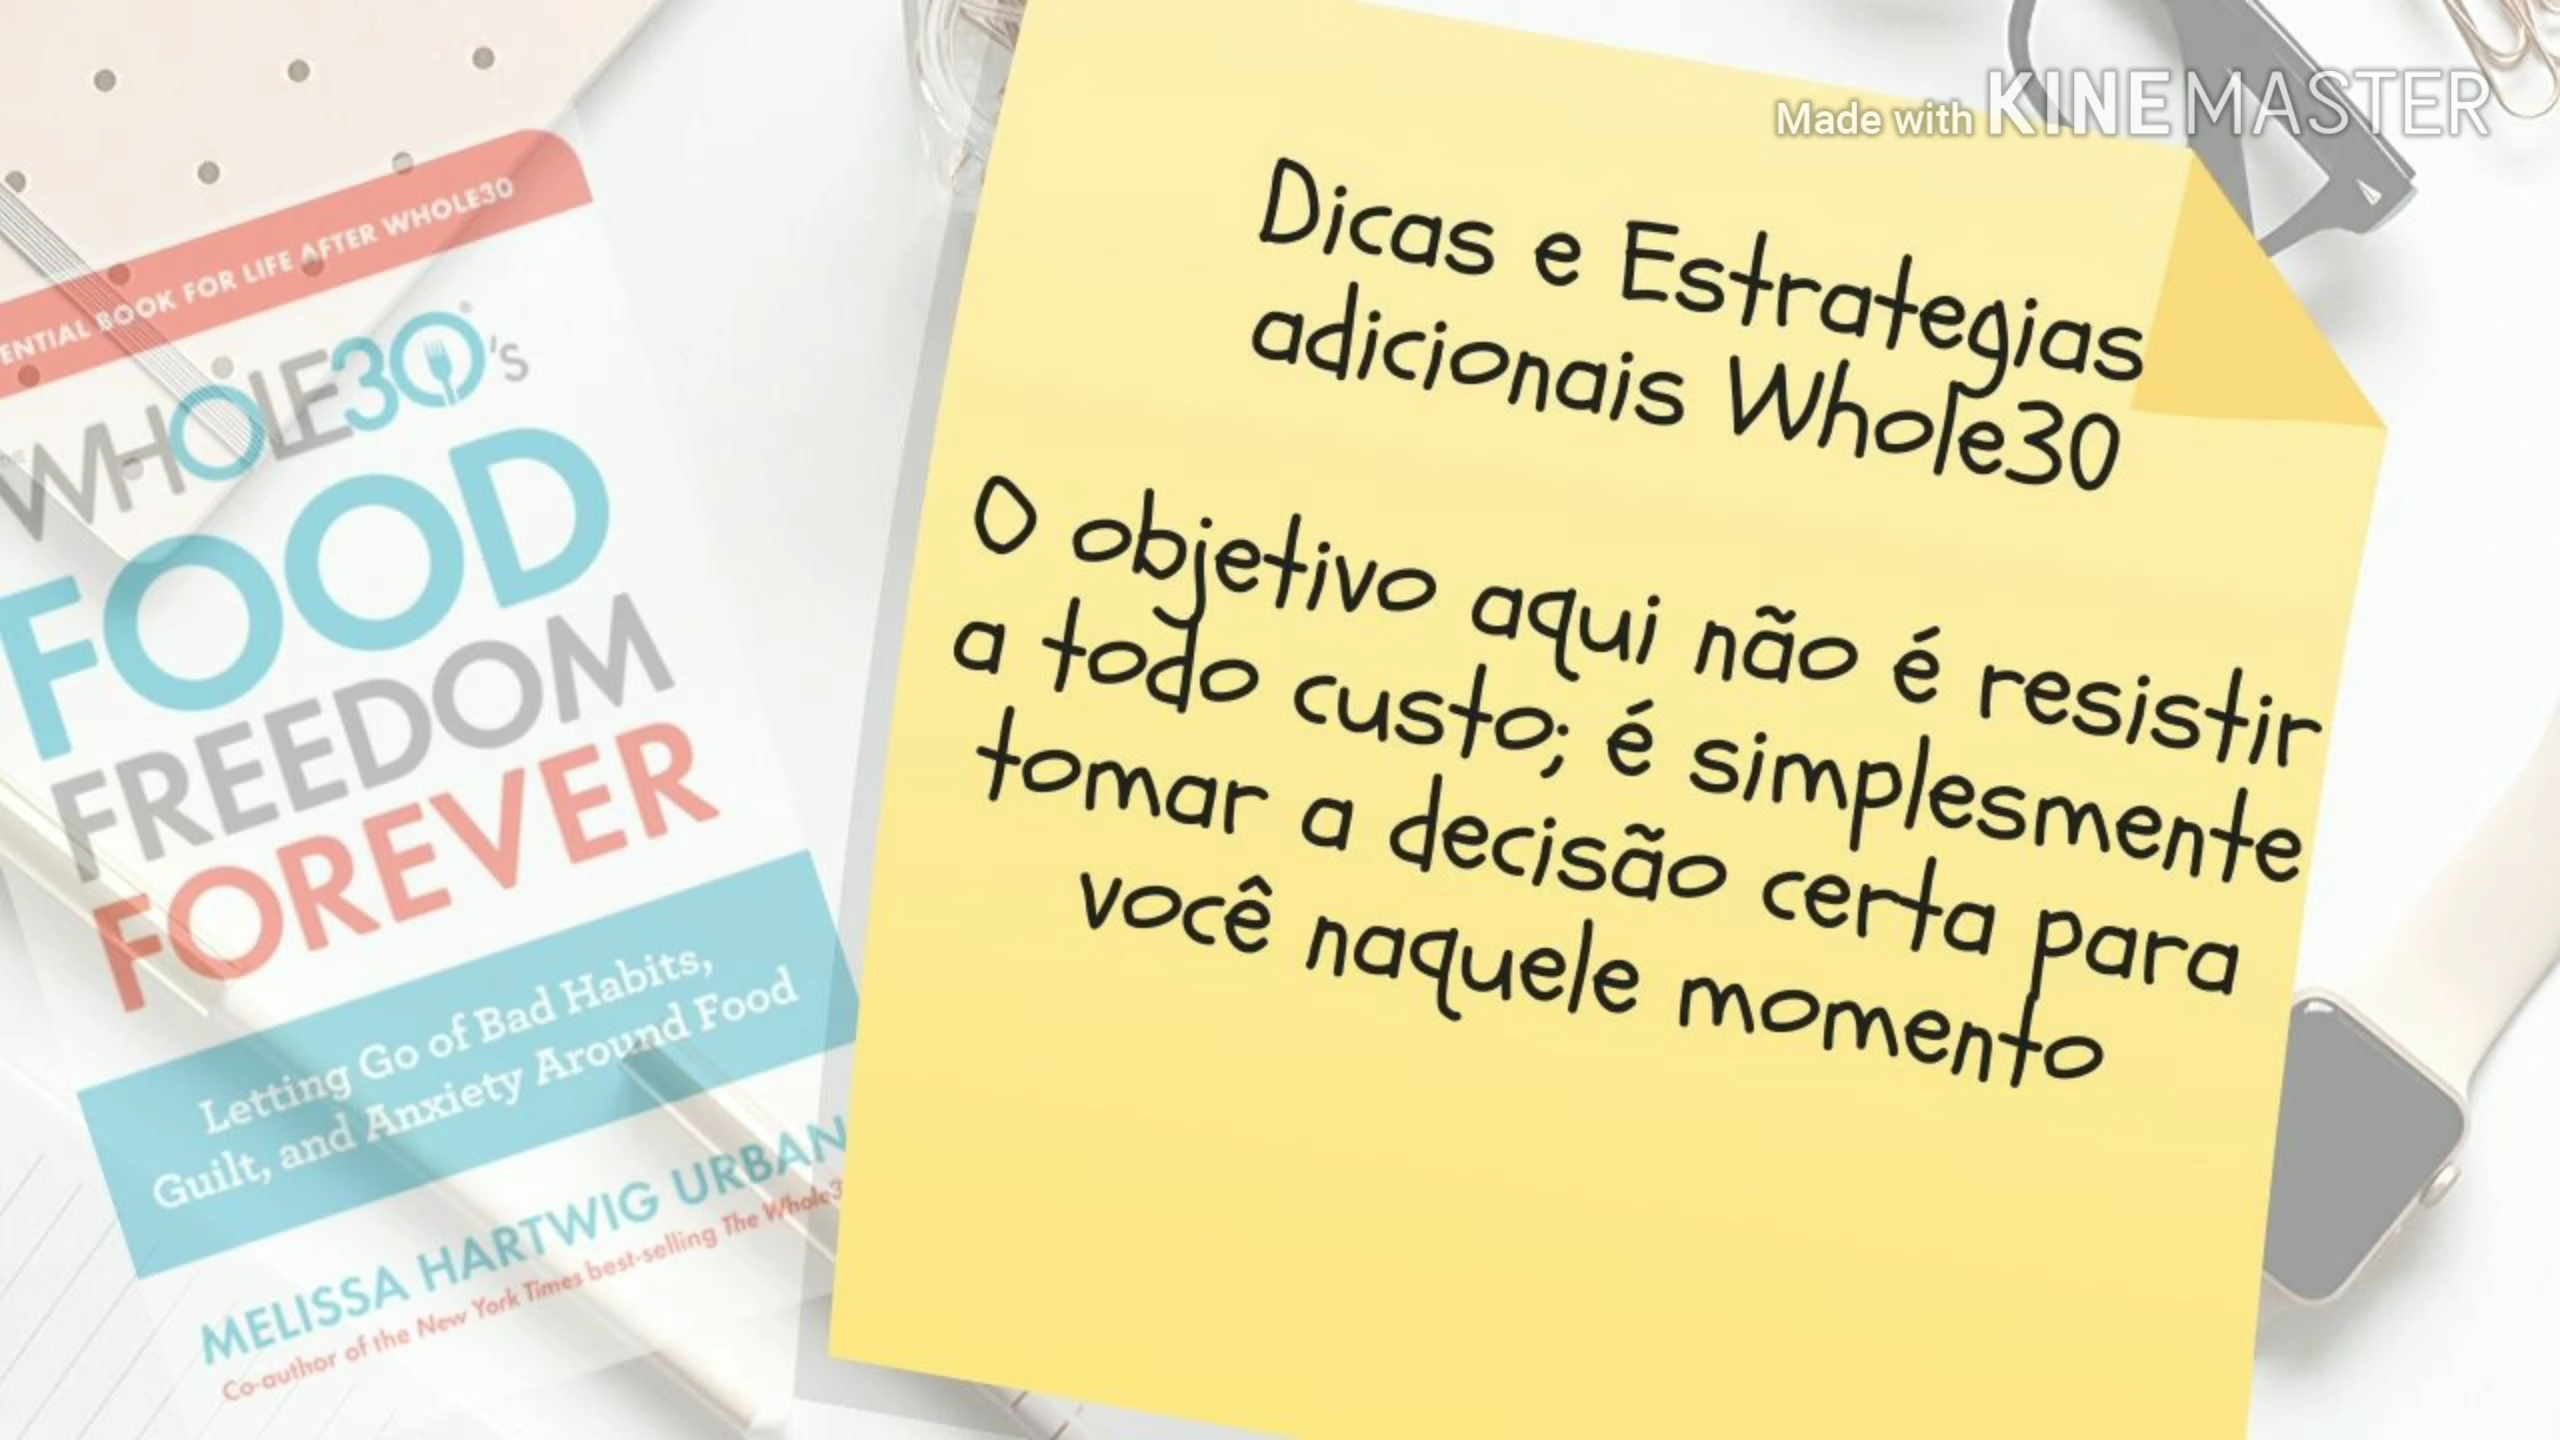 Made with KINEMASTER
ENTIAL BOOK FOR LIFE AFTER WHOLE30
THE
WHOLE30®'S
FOOD
FREEDOM
FOREVER
Letting Go of Bad Habits,
Guilt, and Anxiety Around Food
MELISSA HARTWIG URBAN
Co-author of the New York Times best-selling The Whole3
Dicas e Estrategias
adicionais Whole30
O objetivo aqui não é resistir
a todo custo; é simplesmente
tomar a decisão certa para
você naquele momento